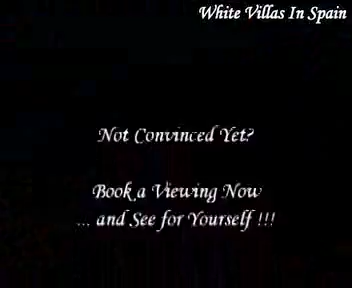 White Villas In Spain
Not Convinced Yet?
Book a Viewing Now
... and See for Yourself !!!